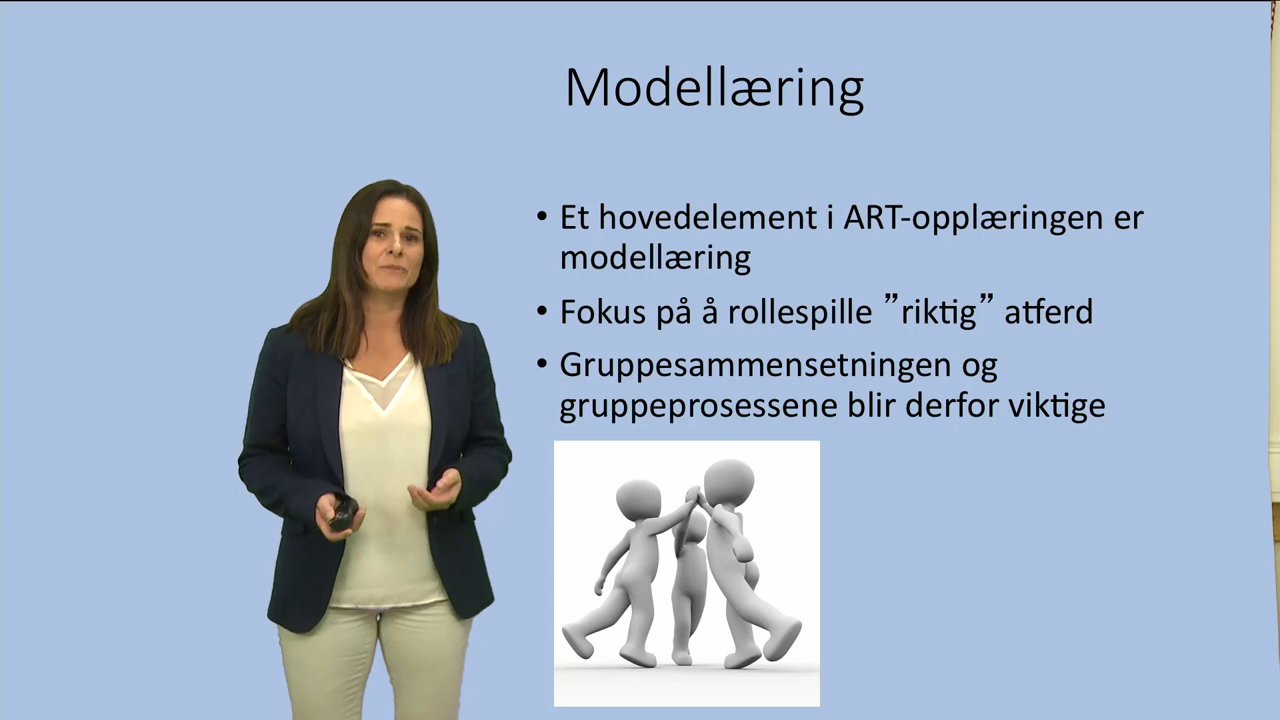 Modellæring
• Et hovedelement i ART-opplæringen er
modellæring
• Fokus på å rollespille ”riktig” atferd
• Gruppesammensetningen og
gruppeprosessene blir derfor viktige